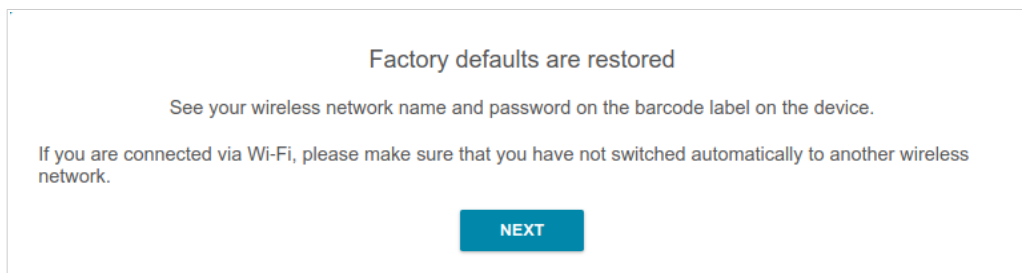 Factory defaults are restored
See your wireless network name and password on the barcode label on the device.
If you are connected via Wi-Fi, please make sure that you have not switched automatically to another wireless
network.
NEXT